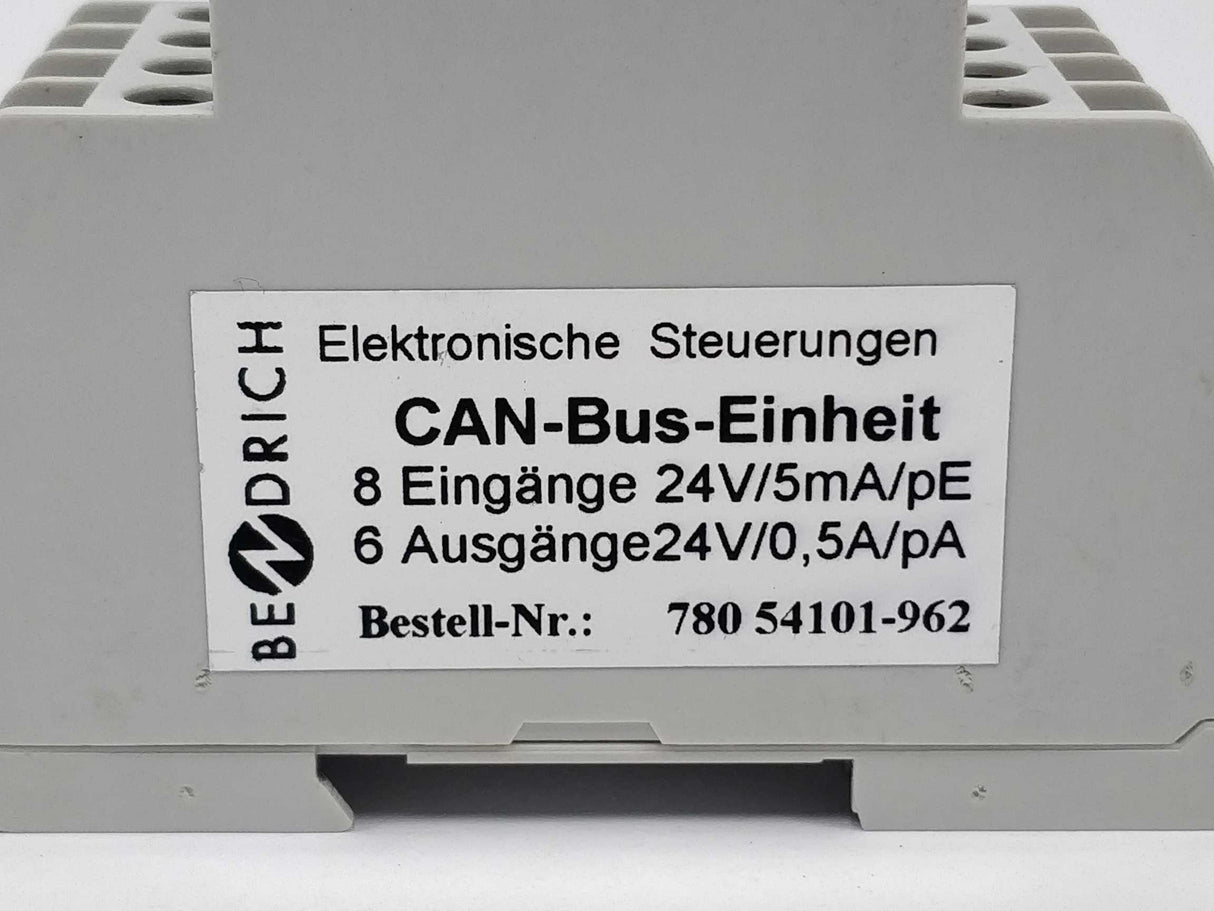 BENDRICH
Elektronische Steuerungen
CAN-Bus-Einheit
8 Eingänge 24V/5mA/pE
6 Ausgänge24V/0,5A/pA
Bestell-Nr.: 780 54101-962